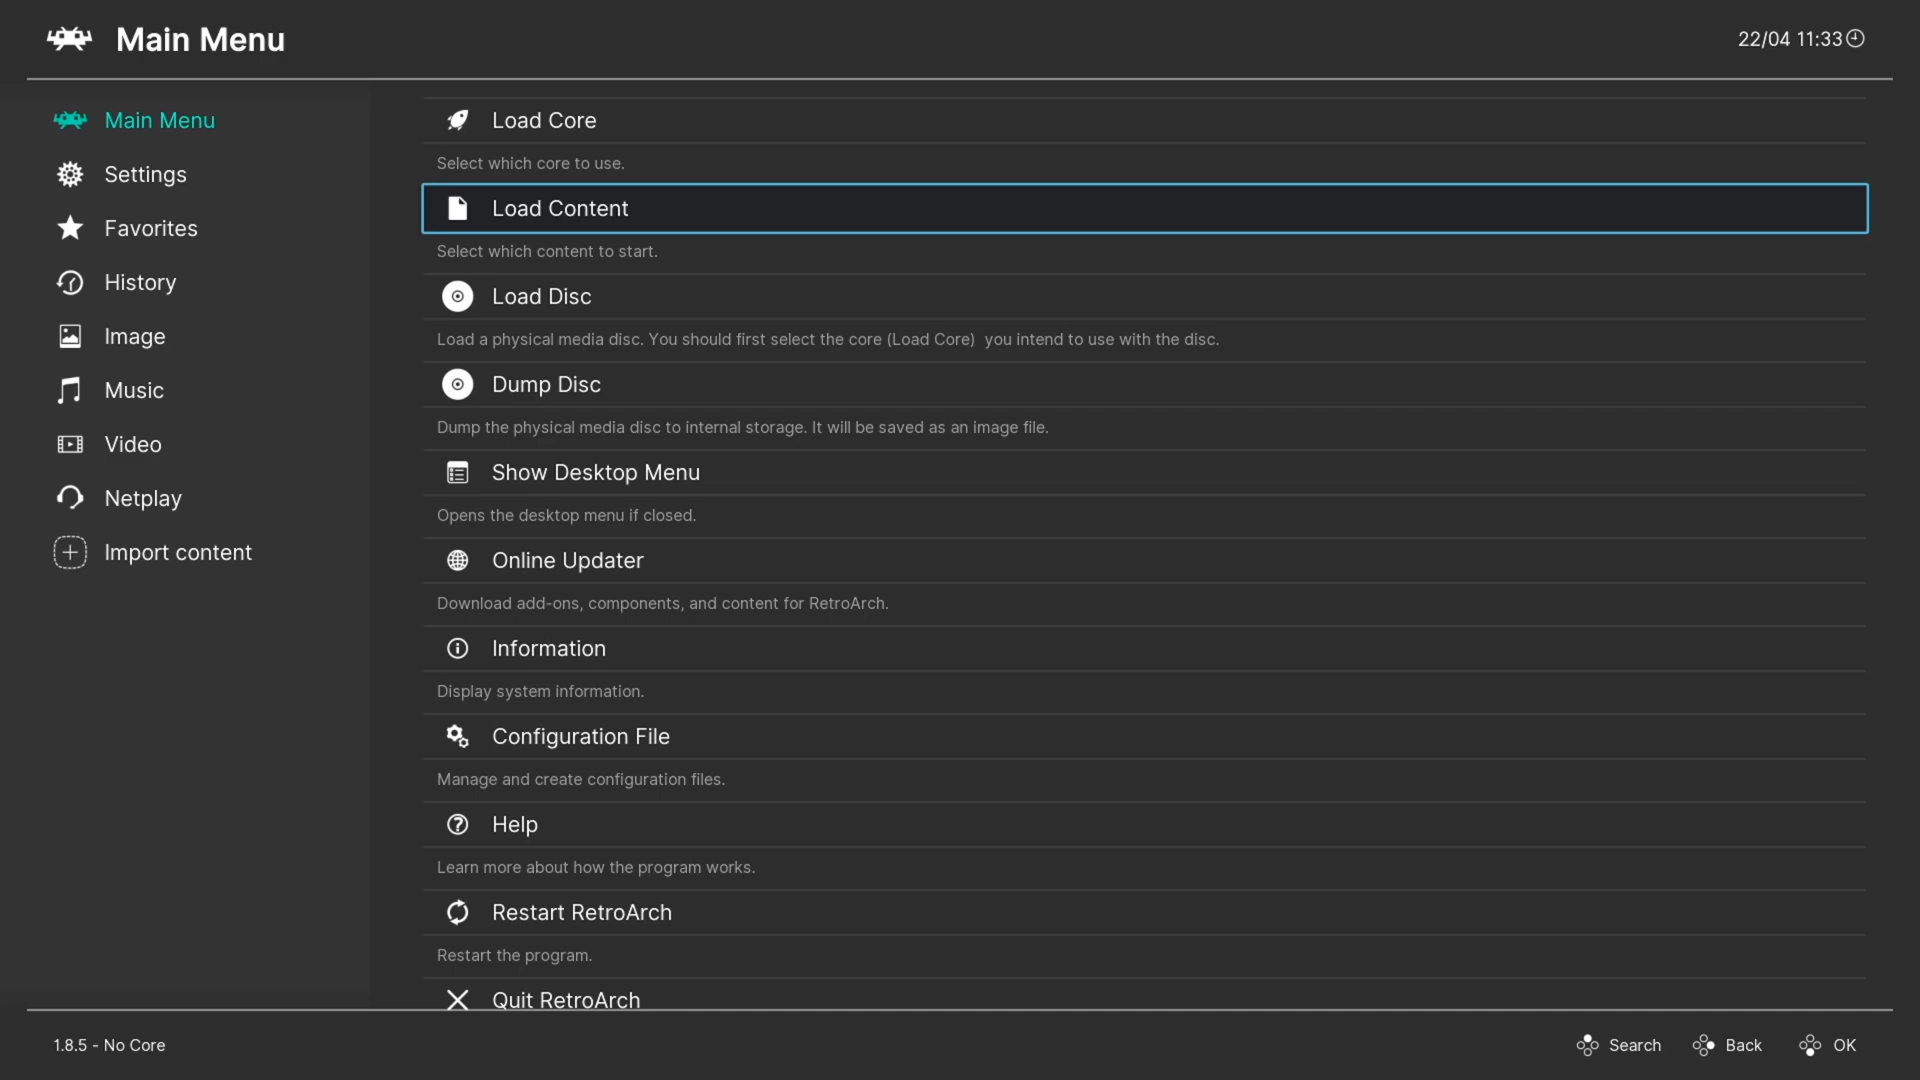 Main Menu
22/04 11:33
Main Menu
Settings
Favorites
History
Image
Music
Video
Netplay
Import content
Load Core
Select which core to use.
Load Content
Select which content to start.
Load Disc
Load a physical media disc. You should first select the core (Load Core)  you intend to use with the disc.
Dump Disc
Dump the physical media disc to internal storage. It will be saved as an image file.
Show Desktop Menu
Opens the desktop menu if closed.
Online Updater
Download add-ons, components, and content for RetroArch.
Information
Display system information.
Configuration File
Manage and create configuration files.
Help
Learn more about how the program works.
Restart RetroArch
Restart the program.
Quit RetroArch
1.8.5 - No Core
Search
Back
OK